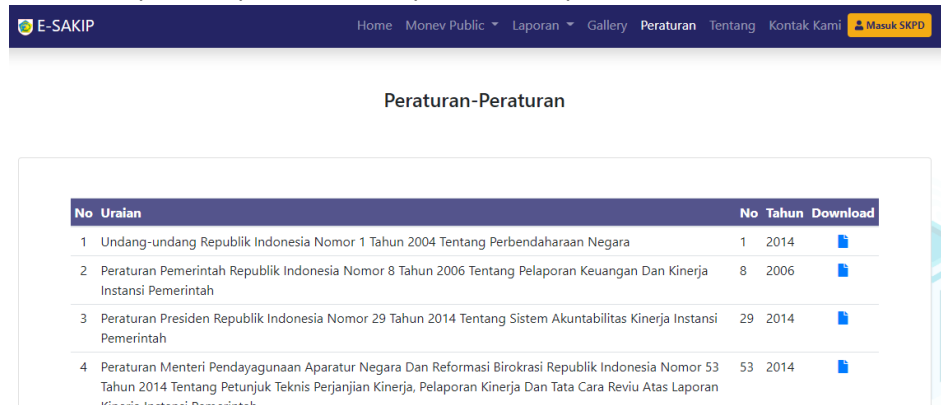 E-SAKIP Home Monev Public Laporan Gallery Peraturan Tentang Kontak Kami Masuk SKPD
Peraturan-Peraturan
No Uraian No Tahun Download
1 Undang-undang Republik Indonesia Nomor 1 Tahun 2004 Tentang Perbendaharaan Negara 1 2014
2 Peraturan Pemerintah Republik Indonesia Nomor 8 Tahun 2006 Tentang Pelaporan Keuangan Dan Kinerja 8 2006
Instansi Pemerintah
3 Peraturan Presiden Republik Indonesia Nomor 29 Tahun 2014 Tentang Sistem Akuntabilitas Kinerja Instansi 29 2014
Pemerintah
4 Peraturan Menteri Pendayagunaan Aparatur Negara Dan Reformasi Birokrasi Republik Indonesia Nomor 53 53 2014
Tahun 2014 Tentang Petunjuk Teknis Perjanjian Kinerja, Pelaporan Kinerja Dan Tata Cara Reviu Atas Laporan
Kinerja Instansi Pemerintah